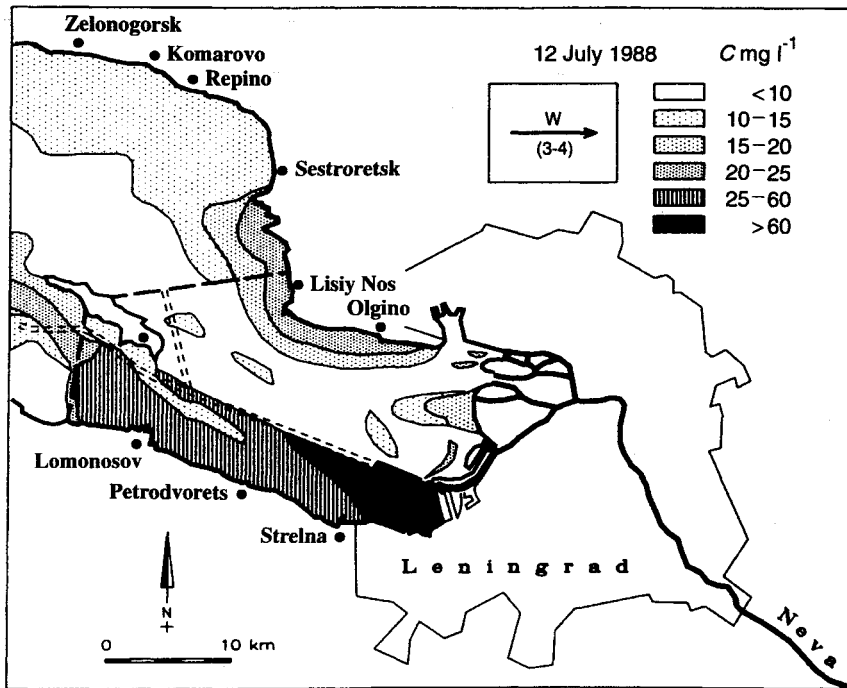 Zelonogorsk
Komarovo
Repino
12 July 1988
C mg l⁻¹
<10
10–15
15–20
20–25
25–60
>60
W
(3-4)
Sestroretsk
Lisiy Nos
Olgino
Lomonosov
Petrodvorets
Strelna
Leningrad
Neva
N
0 10 km